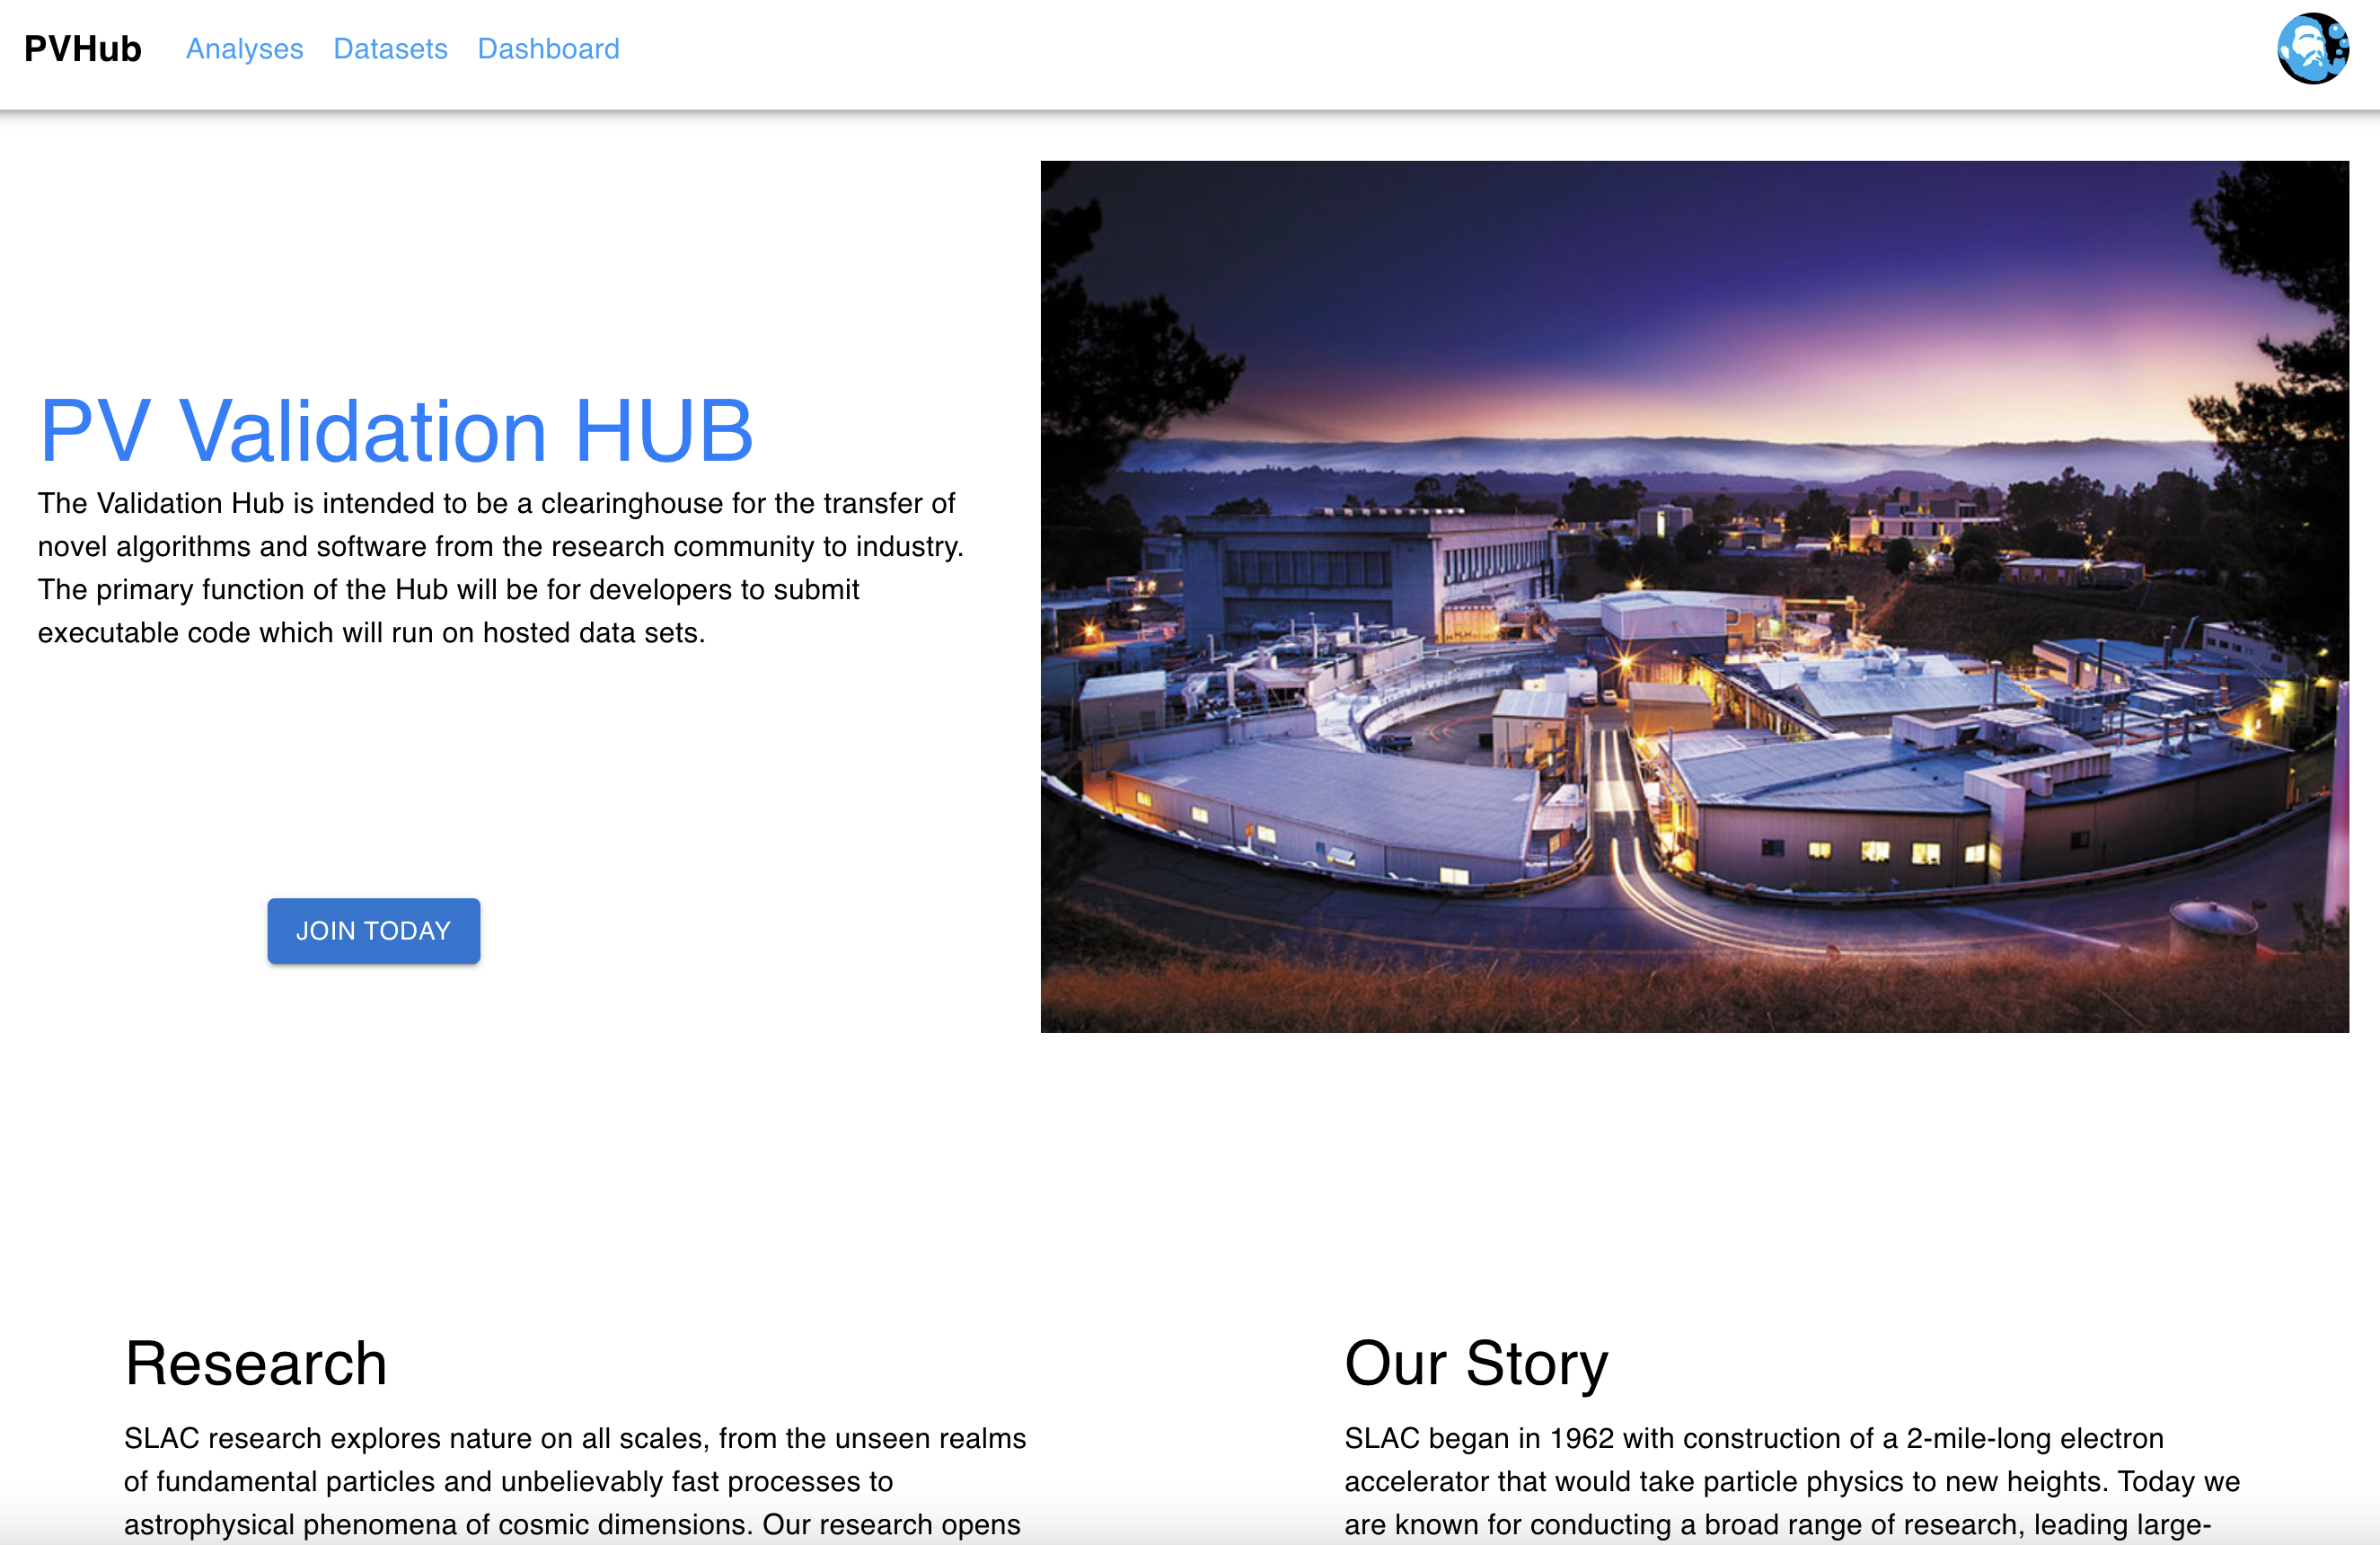 PVHub Analyses Datasets Dashboard
PV Validation HUB
The Validation Hub is intended to be a clearinghouse for the transfer of
novel algorithms and software from the research community to industry.
The primary function of the Hub will be for developers to submit
executable code which will run on hosted data sets.
JOIN TODAY
Research
SLAC research explores nature on all scales, from the unseen realms
of fundamental particles and unbelievably fast processes to
astrophysical phenomena of cosmic dimensions. Our research opens
Our Story
SLAC began in 1962 with construction of a 2-mile-long electron
accelerator that would take particle physics to new heights. Today we
are known for conducting a broad range of research, leading large-